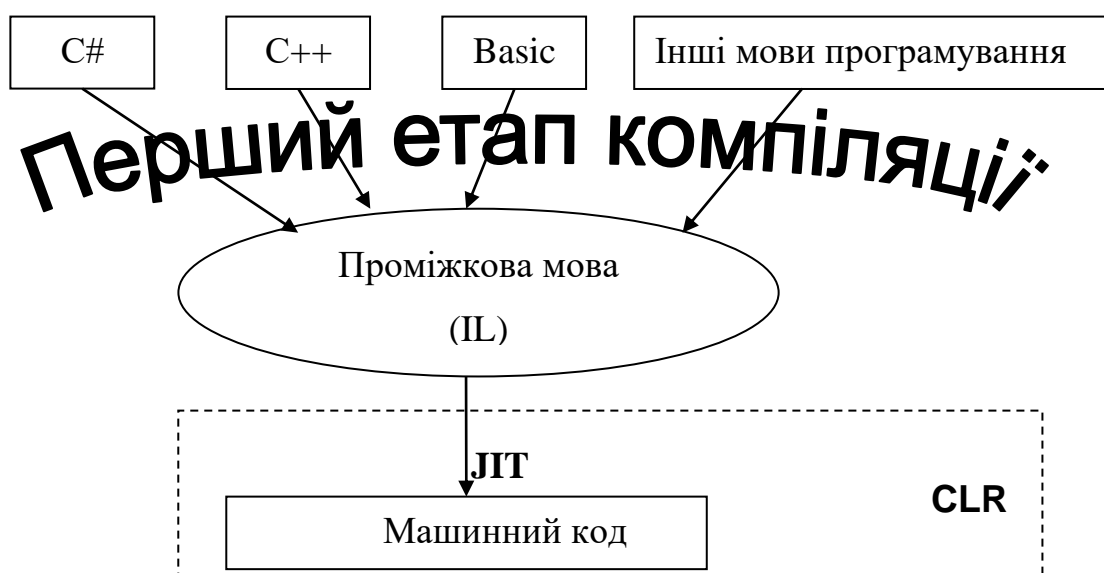 C# C++ Basic Інші мови програмування
Перший етап компіляції
Проміжкова мова
(IL)
JIT
CLR
Машинний код